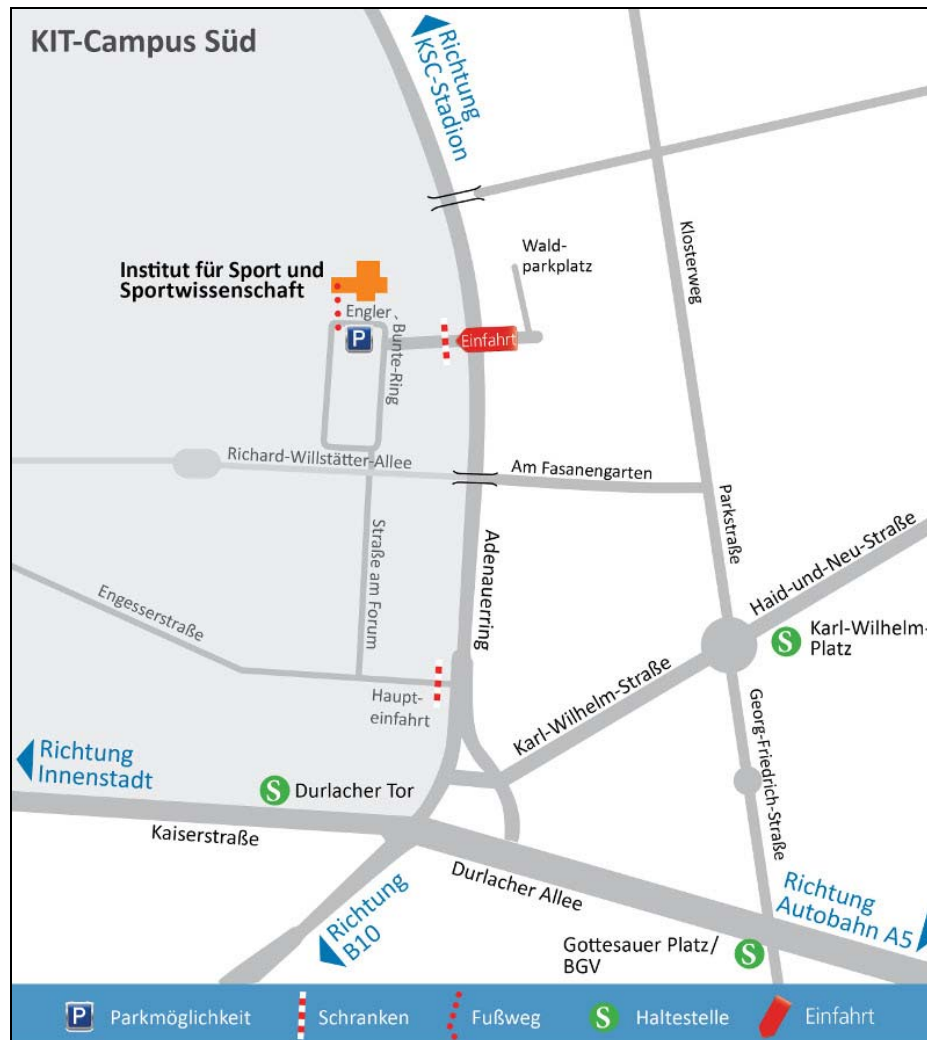 KIT-Campus Süd
Richtung
KSC-Stadion
Wald-
parkplatz
Klosterweg
Institut für Sport und
Sportwissenschaft
Engler-
Bunte-Ring
P
Einfahrt
Richard-Willstätter-Allee
Am Fasanengarten
Parkstraße
Haid-und-Neu-Straße
Adenauerring
Straße am Forum
Engesserstraße
S
Karl-Wilhelm-
Platz
Karl-Wilhelm-Straße
Haupt-
einfahrt
Georg-Friedrich-Straße
Richtung
Innenstadt
S Durlacher Tor
Kaiserstraße
Durlacher Allee
Richtung
B10
Richtung
Autobahn A5
Gottesauer Platz/
BGV
S
P Parkmöglichkeit
Schranken
Fußweg
S Haltestelle
Einfahrt